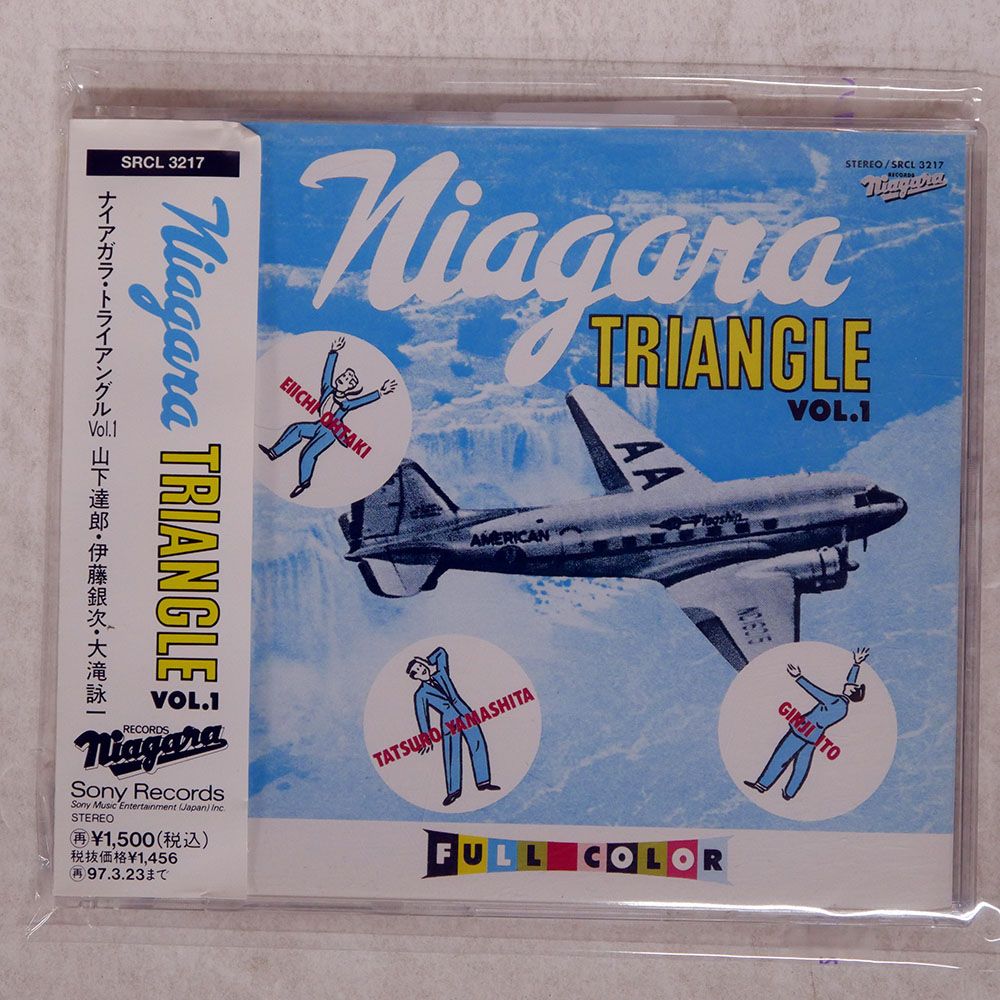 SRCL 3217
Niagara
TRIANGLE
VOL.1
ナイアガラ・トライアングル Vol.1 山下達郎・伊藤銀次・大滝詠一
RECORDS
Niagara
Sony Records
Sony Music Entertainment (Japan) Inc.
STEREO
再¥1,500(税込)
税抜価格¥1,456
再97.3.23まで
STEREO/SRCL 3217
RECORDS
Niagara
Niagara
TRIANGLE
VOL.1
EIICHI OHTAKI
AA
Flagship
AMERICAN
TATSURO YAMASHITA
GINJI ITO
FULL COLOR